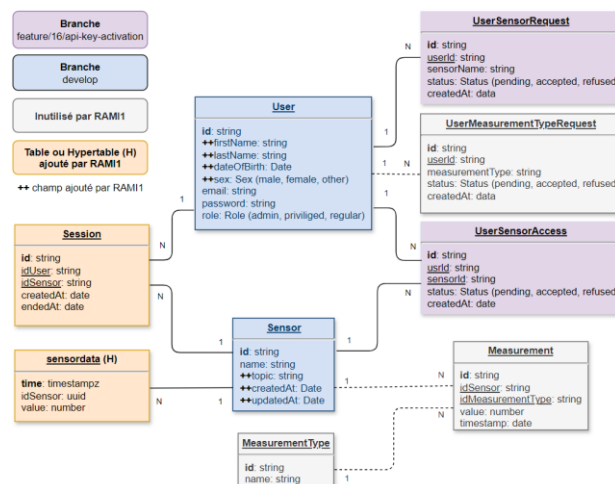 Branche
feature/16/api-key-activation
Branche
develop
Inutilisé par RAMI1
Table ou Hypertable (H)
ajouté par RAMI1
++ champ ajouté par RAMI1
User
id: string
++firstName: string
++lastName: string
++dateOfBirth: Date
++sex: Sex (male, female, other)
email: string
password: string
role: Role (admin, priviliged, regular)
UserSensorRequest
id: string
userId: string
sensorName: string
status: Status (pending, accepted, refused
createdAt: data
UserMeasurementTypeRequest
id: string
userId: string
measurementType: string
status: Status (pending, accepted, refused
createdAt: data
UserSensorAccess
id: string
usrId: string
sensorId: string
status: Status (pending, accepted, refused
createdAt: date
Session
id: string
idUser: string
idSensor: string
createdAt: date
endedAt: date
sensordata (H)
time: timestampz
idSensor: uuid
value: number
Sensor
id: string
name: string
++topic: string
++createdAt: Date
++updatedAt: Date
Measurement
id: string
idSensor: string
idMeasurementType: string
value: number
timestamp: date
MeasurementType
id: string
name: string
N
1
1
N
1
N
1
N
N
1
N
1
N
1
1
N
N
1